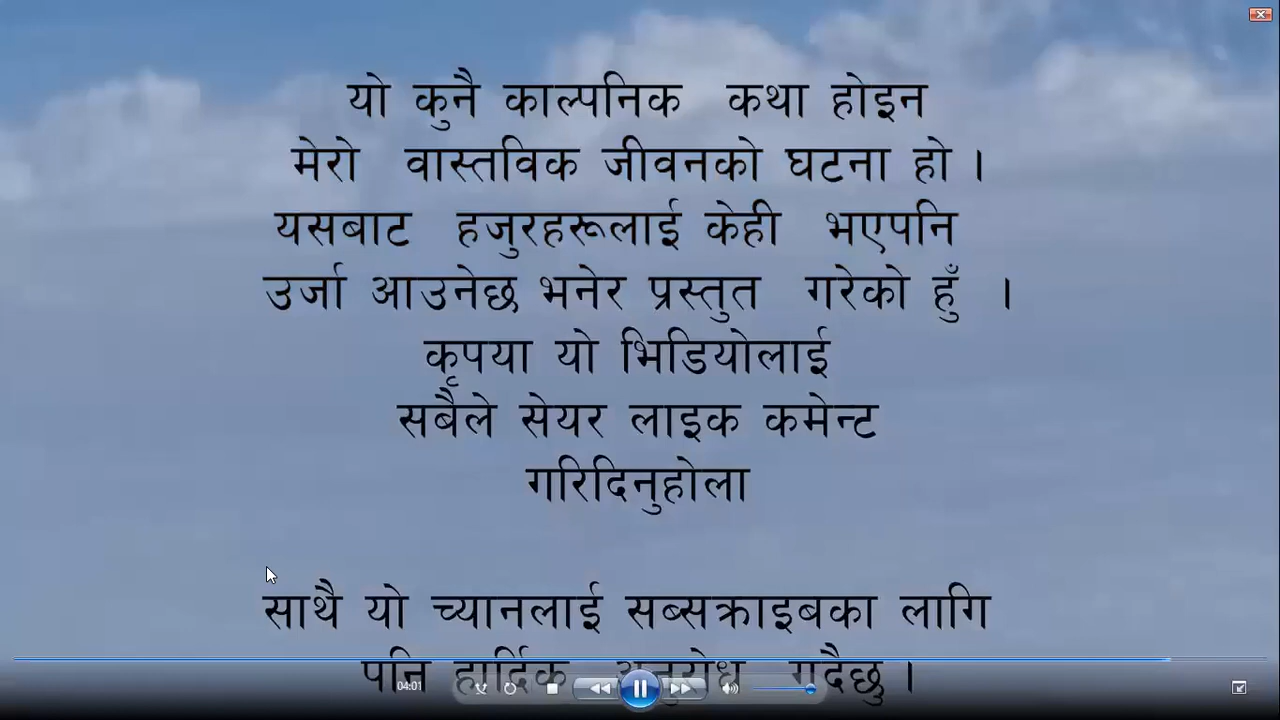 यो कुनै काल्पनिक कथा होइन
मेरो वास्तविक जीवनको घटना हो ।
यसबाट हजुरहरूलाई केही भएपनि
उर्जा आउनेछ भनेर प्रस्तुत गरेको हुँ ।
कृपया यो भिडियोलाई
सबैले सेयर लाइक कमेन्ट
गरिदिनुहोला
साथै यो च्यानलाई सब्सक्राइबका लागि
पनि हार्दिक अनुरोध गर्दैछु ।
04:01